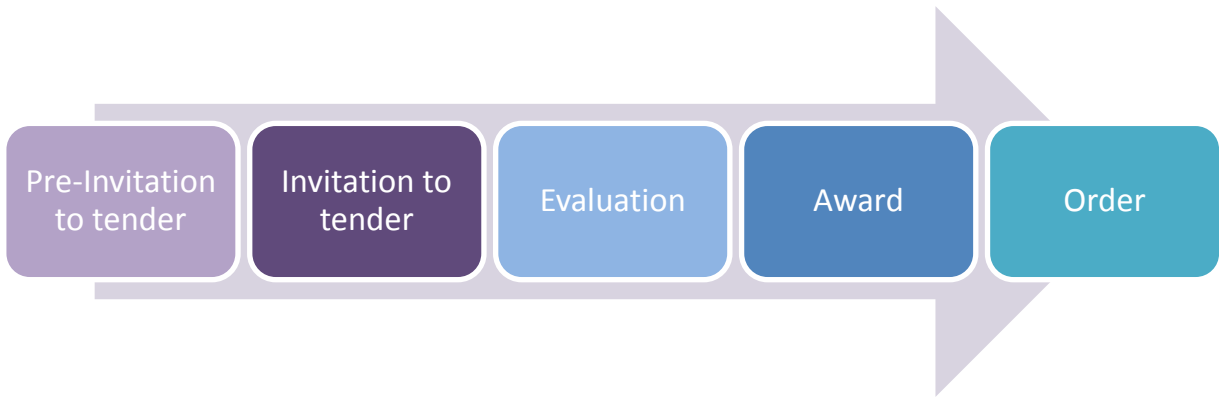 Pre-Invitation
to tender
Invitation to
tender
Evaluation
Award
Order